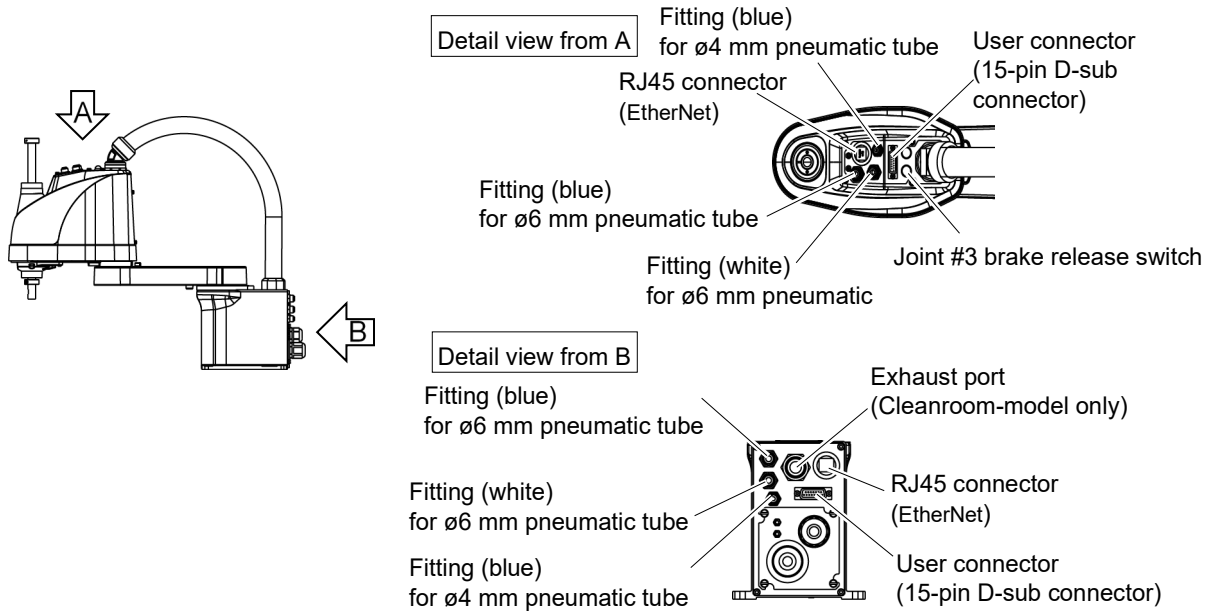 A
B
Detail view from A
Fitting (blue)
for ø4 mm pneumatic tube
User connector
(15-pin D-sub
connector)
RJ45 connector
(EtherNet)
Fitting (blue)
for ø6 mm pneumatic tube
Fitting (white)
for ø6 mm pneumatic
Joint #3 brake release switch
Detail view from B
Fitting (blue)
for ø6 mm pneumatic tube
Exhaust port
(Cleanroom-model only)
Fitting (white)
for ø6 mm pneumatic tube
RJ45 connector
(EtherNet)
Fitting (blue)
for ø4 mm pneumatic tube
User connector
(15-pin D-sub connector)